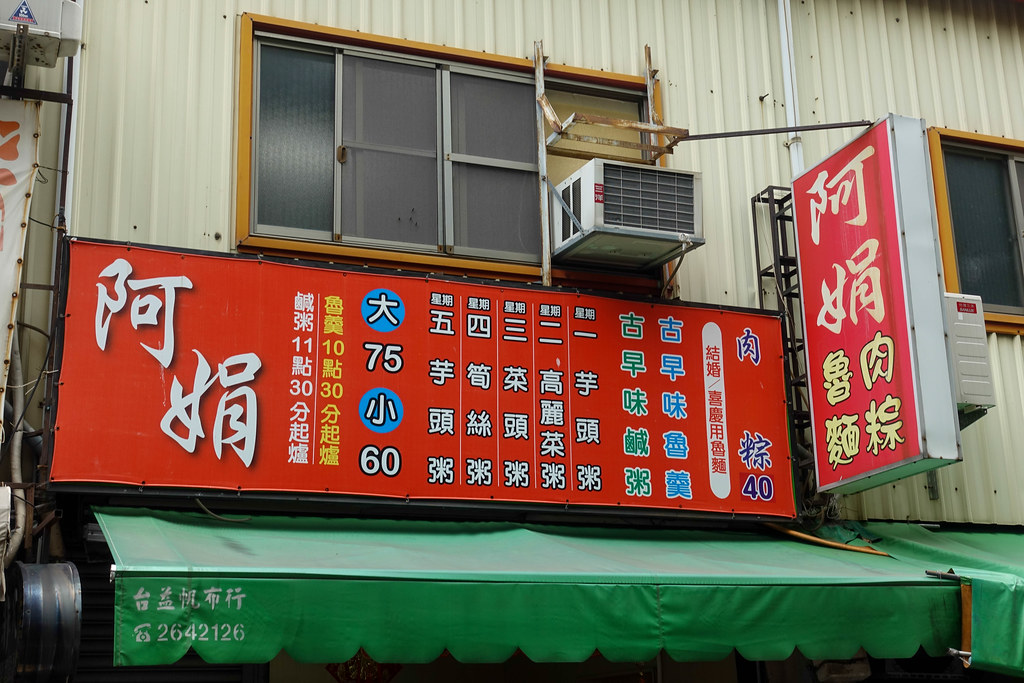 肉 粽 40
結婚/喜慶用魯麵
古早味魯羹
古早味鹹粥
星期一 芋頭粥
星期二 高麗菜粥
星期三 菜頭粥
星期四 筍絲粥
星期五 芋頭粥
大 75 小 60
魯羹10點30分起爐
鹹粥11點30分起爐
阿娟
阿娟
肉粽
魯麵
台益帆布行
☎2642126
三洋